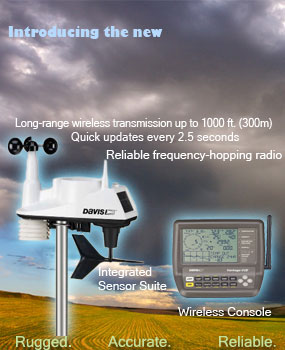 Introducing the new
Long-range wireless transmission up to 1000 ft. (300m)
Quick updates every 2.5 seconds
Reliable frequency-hopping radio
DAVIS
Integrated
Sensor Suite
Wireless Console
Rugged. Accurate. Reliable.